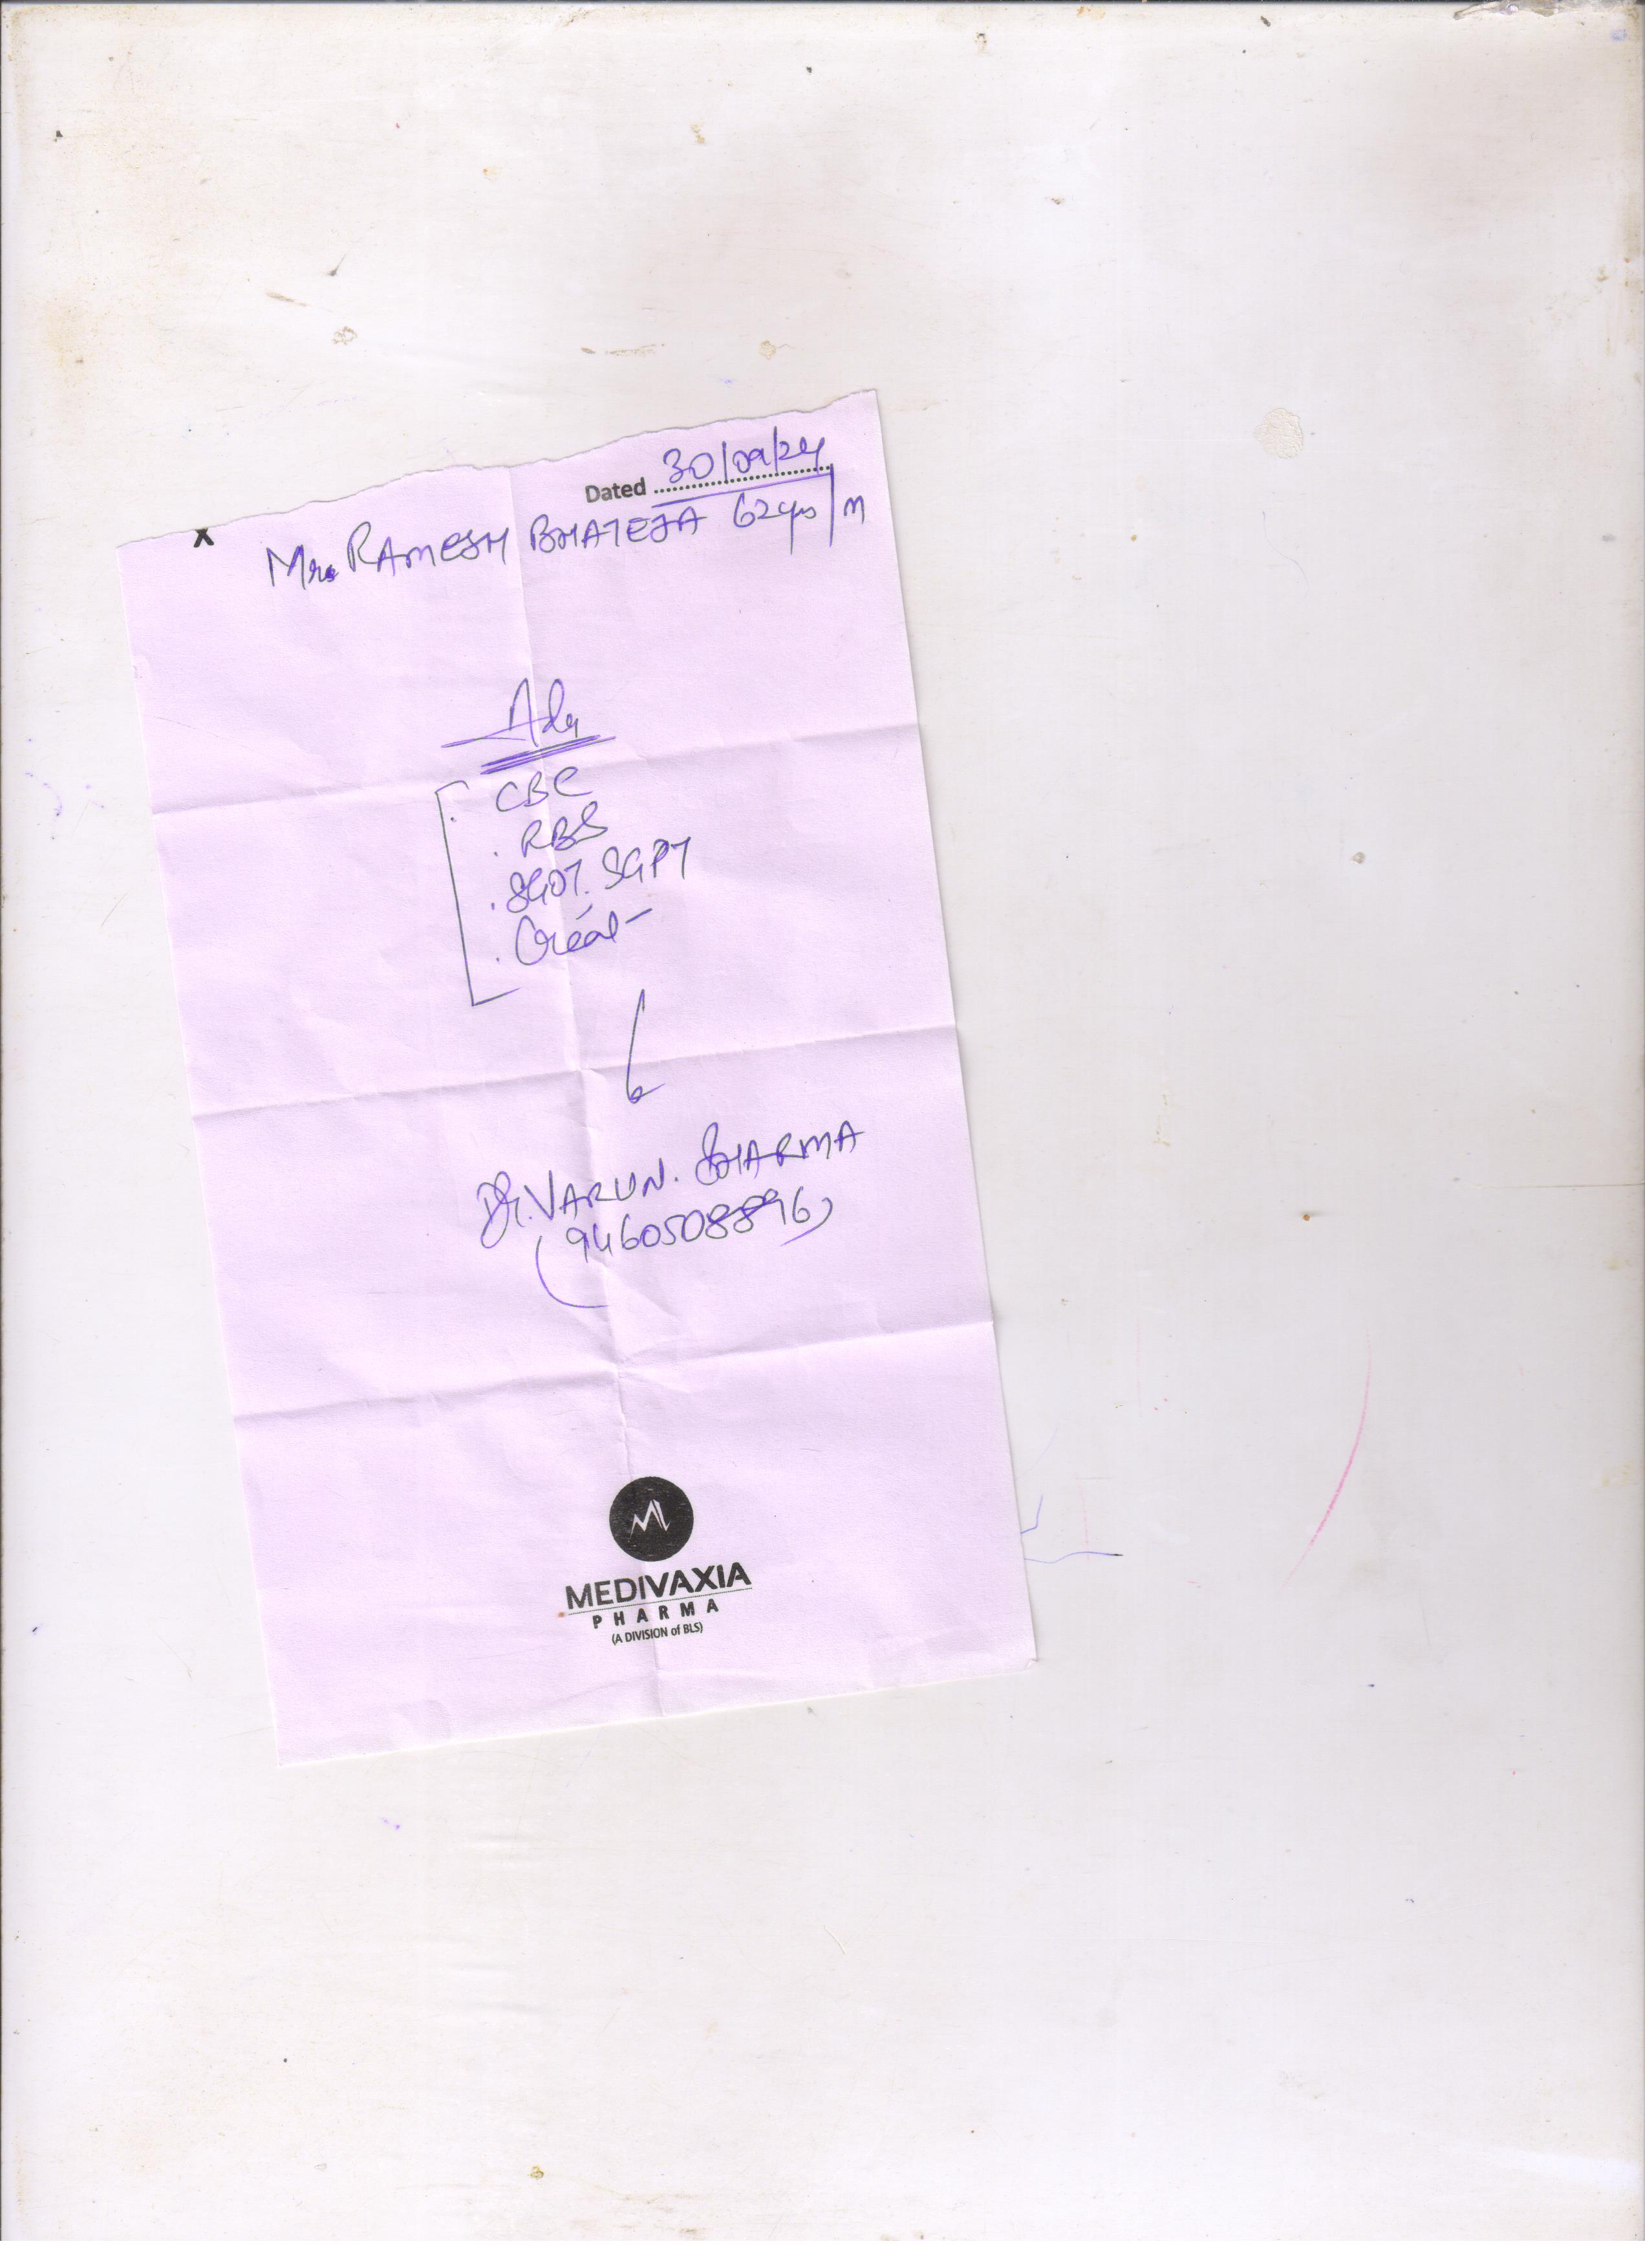 Dated 30/09/24
x
Mr. RAMESH BHATEJA 62yrs/M
Adv
. CBC
. RBS
. SGOT. SGPT
. Creat-
Dr. VARUN. SHARMA
(9460508896)
MEDIVAXIA
PHARMA
(A DIVISION of BLS)